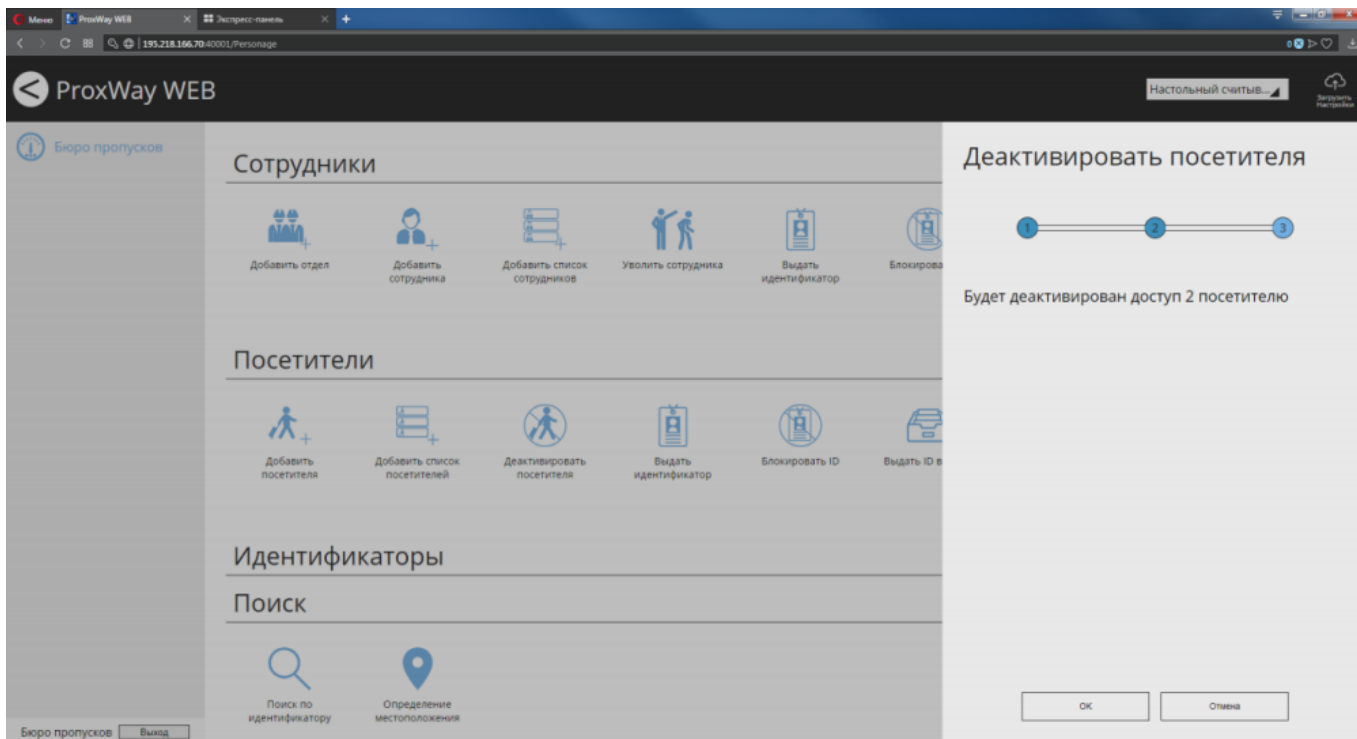 Меню
ProxWay WEB
Экспресс-панель
195.218.166.70:40001/Personage
0
ProxWay WEB
Настольный считыв...
Загрузить
Настройки
Бюро пропусков
Сотрудники
Добавить отдел
Добавить
сотрудника
Добавить список
сотрудников
Уволить сотрудника
Выдать
идентификатор
Блокирова
Посетители
Добавить
посетителя
Добавить список
посетителей
Деактивировать
посетителя
Выдать
идентификатор
Блокировать ID
Выдать ID в
Идентификаторы
Поиск
Поиск по
идентификатору
Определение
местоположения
Бюро пропусков
Выход
Деактивировать посетителя
1 2 3
Будет деактивирован доступ 2 посетителю
OK
Отмена